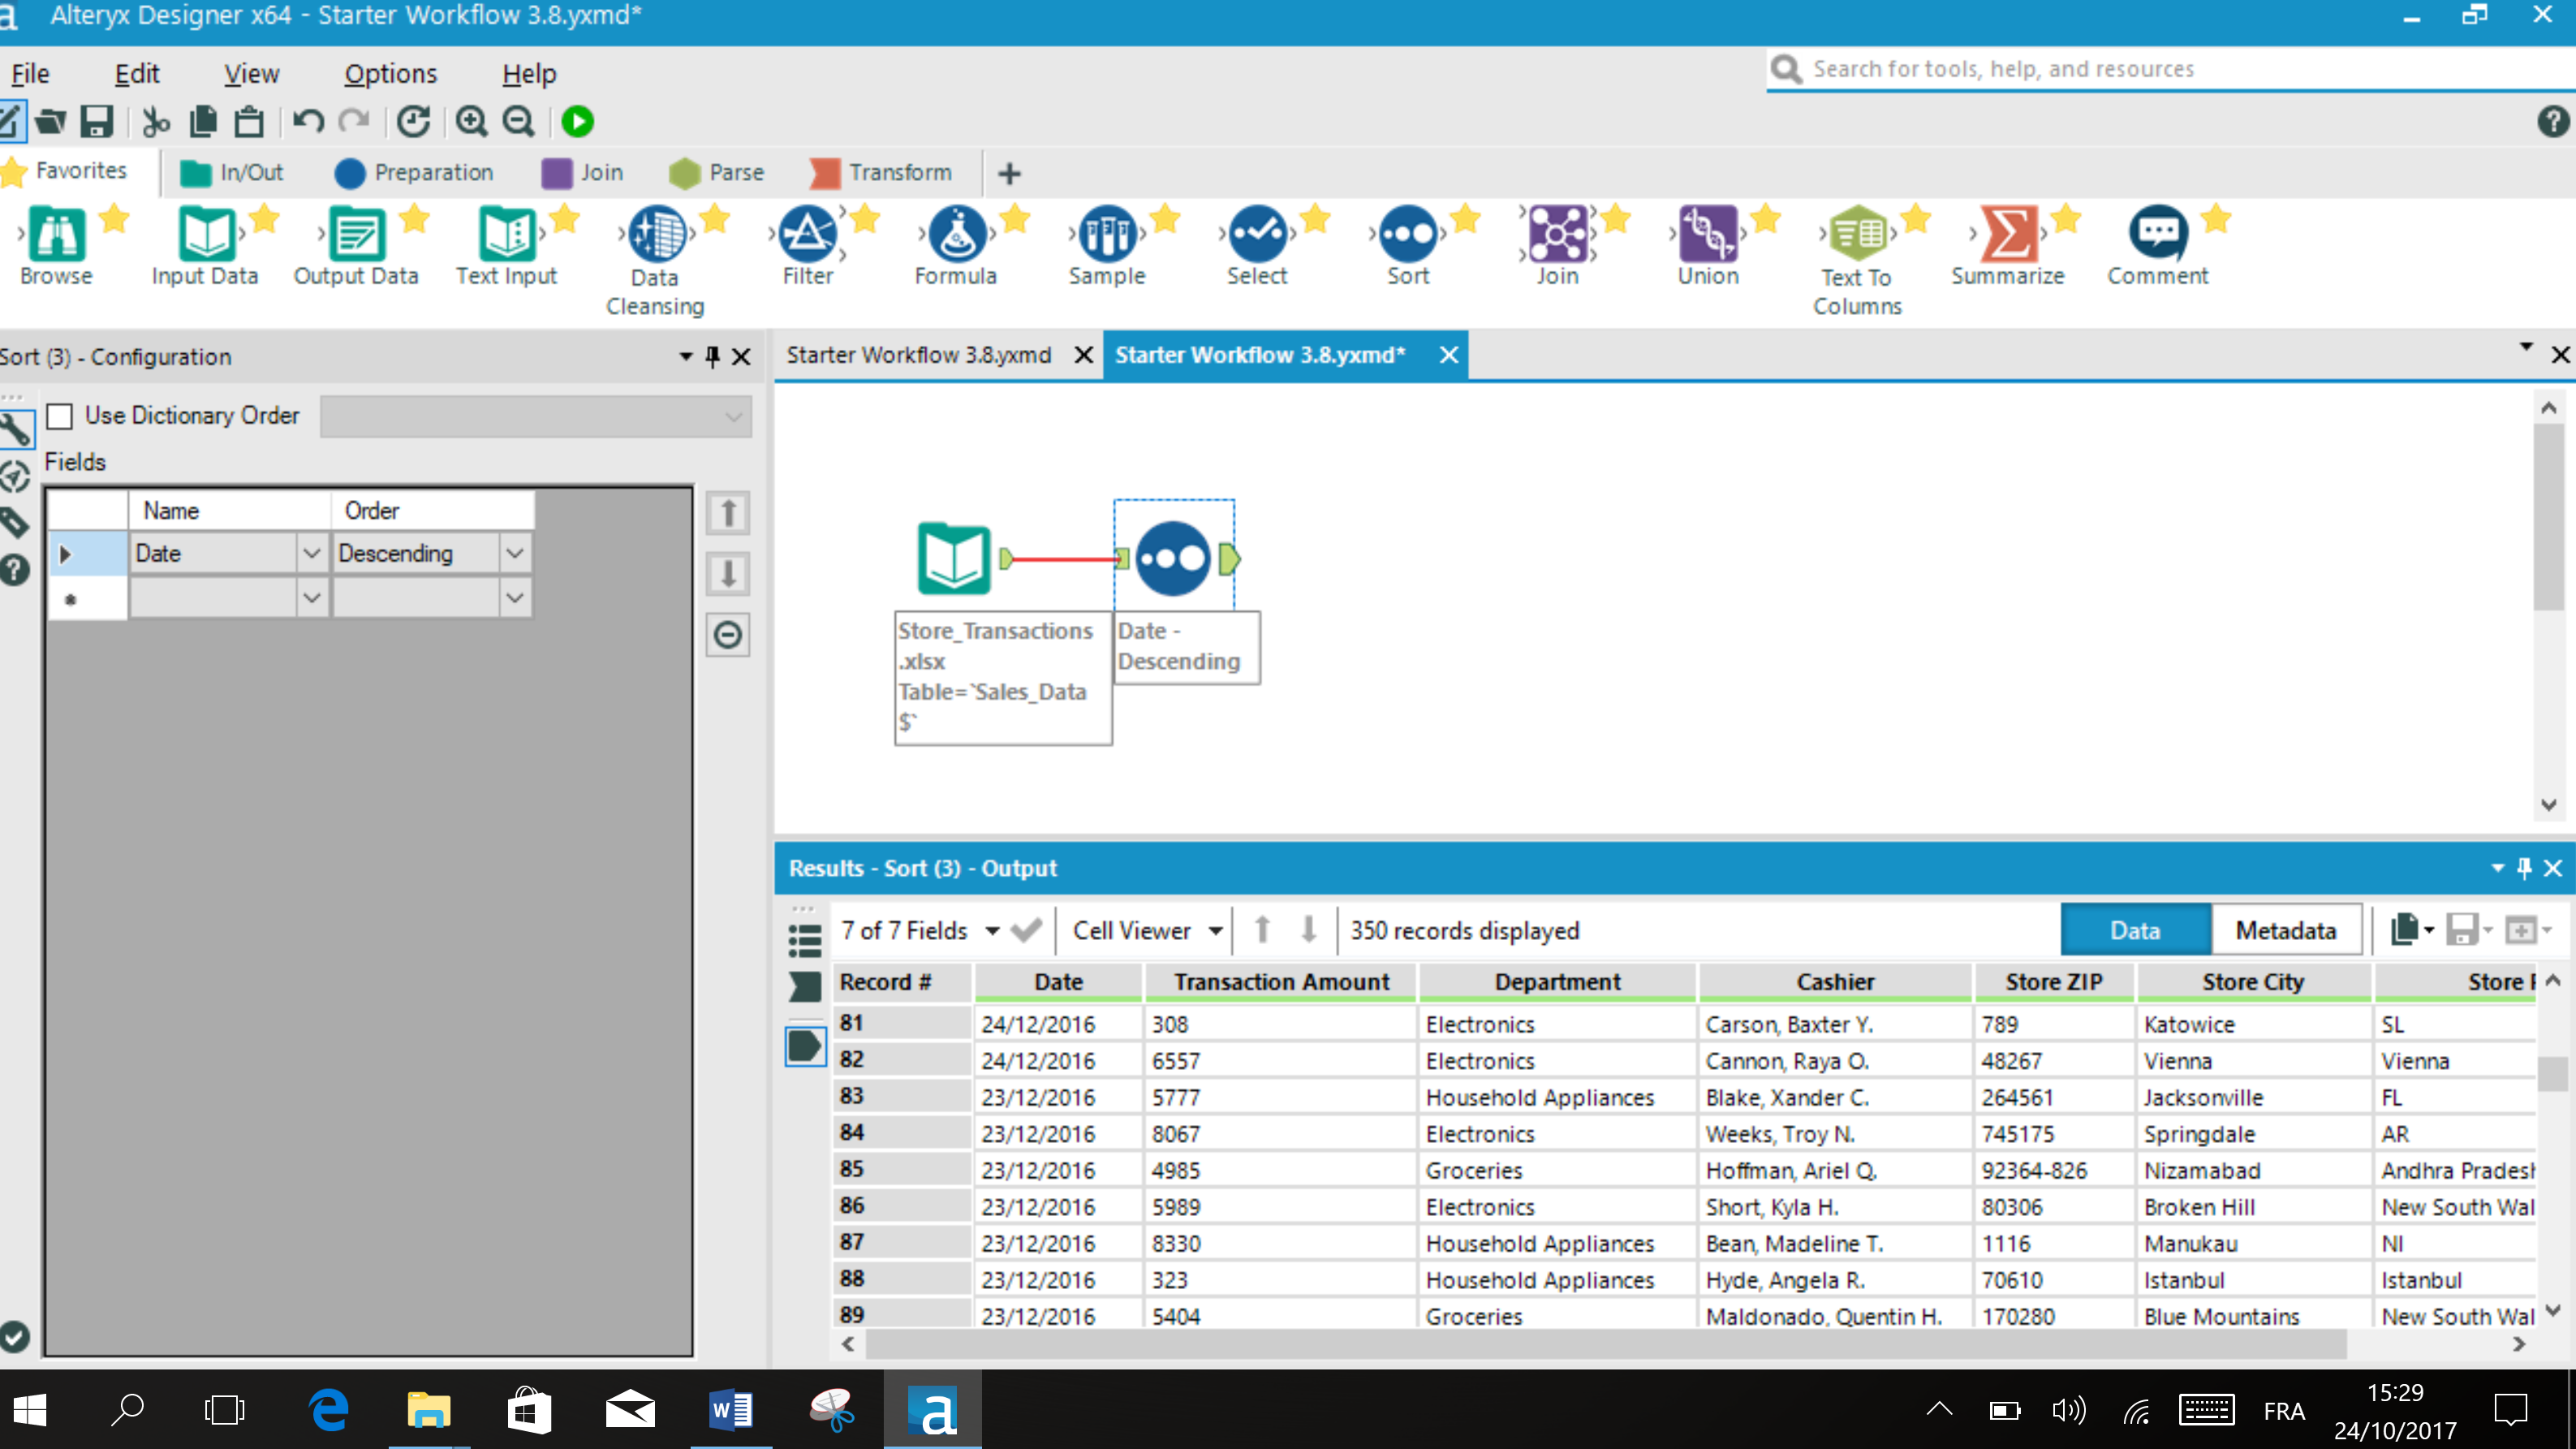 Alteryx Designer x64 - Starter Workflow 3.8.yxmd*
File Edit View Options Help
Search for tools, help, and resources
Favorites In/Out Preparation Join Parse Transform +
Browse Input Data Output Data Text Input Data Cleansing Filter Formula Sample Select Sort Join Union Text To Columns Summarize Comment
Sort (3) - Configuration
Starter Workflow 3.8.yxmd Starter Workflow 3.8.yxmd*
Use Dictionary Order
Fields
Name Order
Date Descending
Store_Transactions
.xlsx
Table=`Sales_Data
$`
Date -
Descending
Results - Sort (3) - Output
7 of 7 Fields Cell Viewer 350 records displayed Data Metadata
Record # Date Transaction Amount Department Cashier Store ZIP Store City Store
81 24/12/2016 308 Electronics Carson, Baxter Y. 789 Katowice SL
82 24/12/2016 6557 Electronics Cannon, Raya O. 48267 Vienna Vienna
83 23/12/2016 5777 Household Appliances Blake, Xander C. 264561 Jacksonville FL
84 23/12/2016 8067 Electronics Weeks, Troy N. 745175 Springdale AR
85 23/12/2016 4985 Groceries Hoffman, Ariel Q. 92364-826 Nizamabad Andhra Pradesh
86 23/12/2016 5989 Electronics Short, Kyla H. 80306 Broken Hill New South Wal
87 23/12/2016 8330 Household Appliances Bean, Madeline T. 1116 Manukau NI
88 23/12/2016 323 Household Appliances Hyde, Angela R. 70610 Istanbul Istanbul
89 23/12/2016 5404 Groceries Maldonado, Quentin H. 170280 Blue Mountains New South Wal
FRA
15:29
24/10/2017